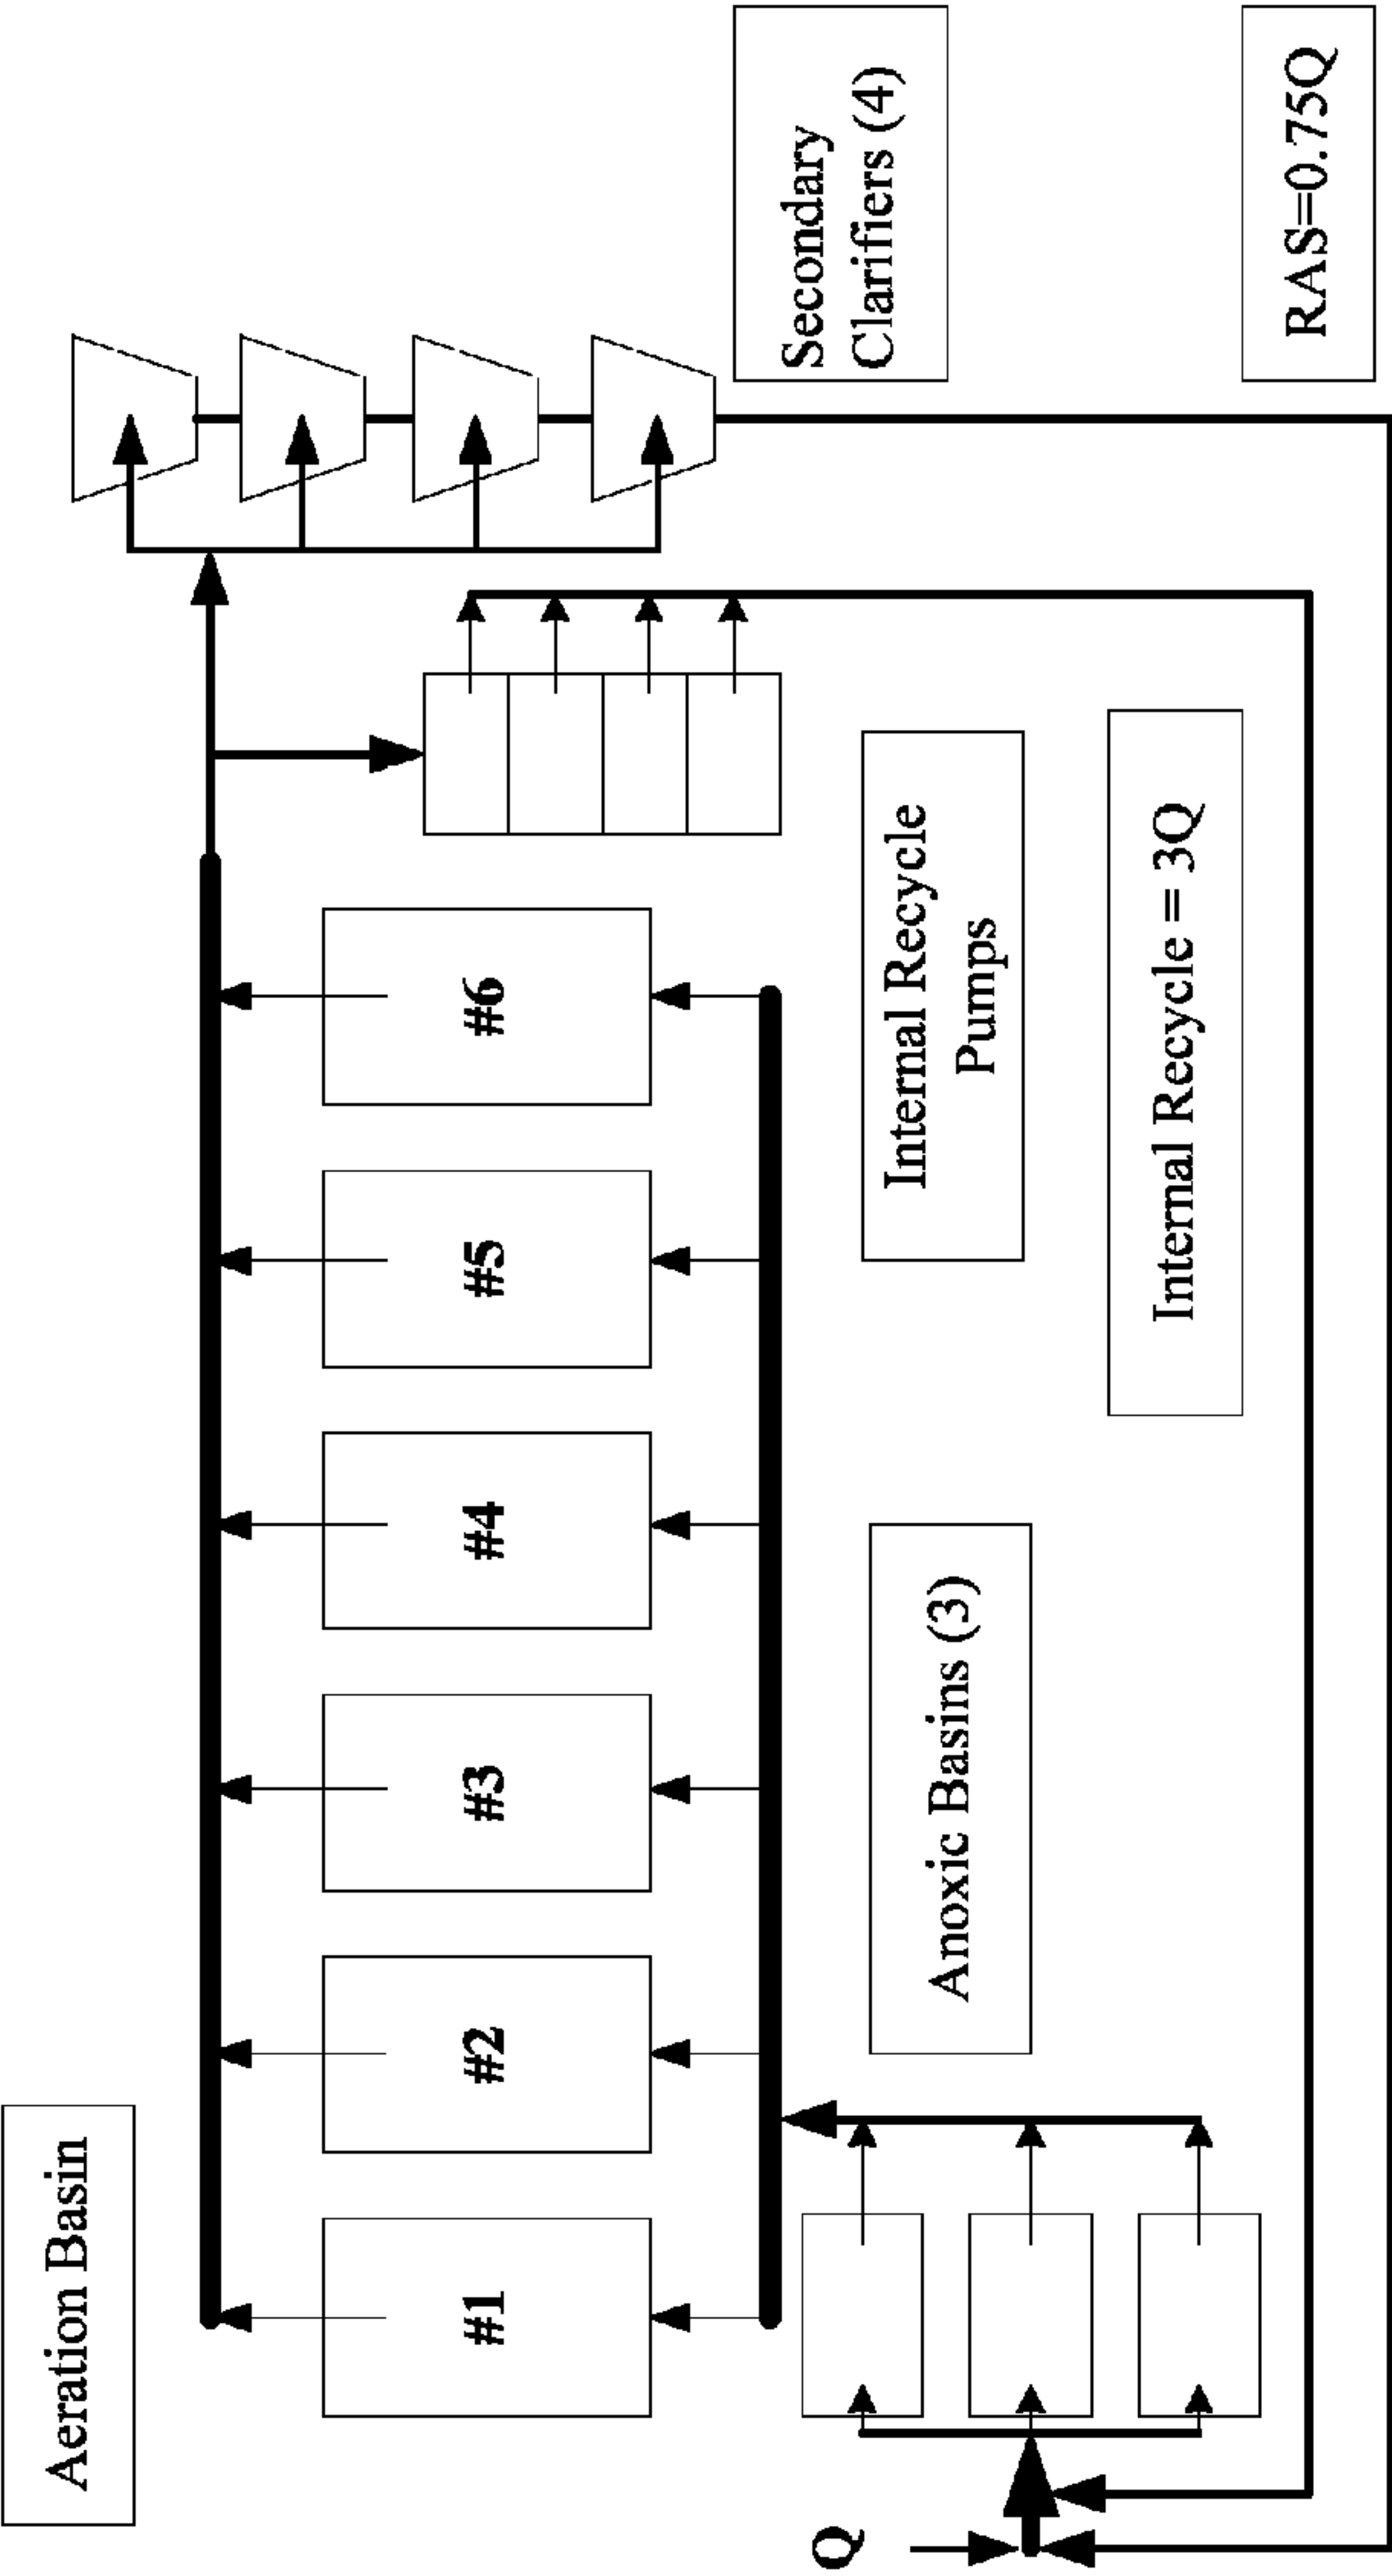 Aeration Basin
#1
#2
#3
#4
#5
#6
Secondary
Clarifiers (4)
Q
Anoxic Basins (3)
Internal Recycle
Pumps
Internal Recycle = 3Q
RAS=0.75Q